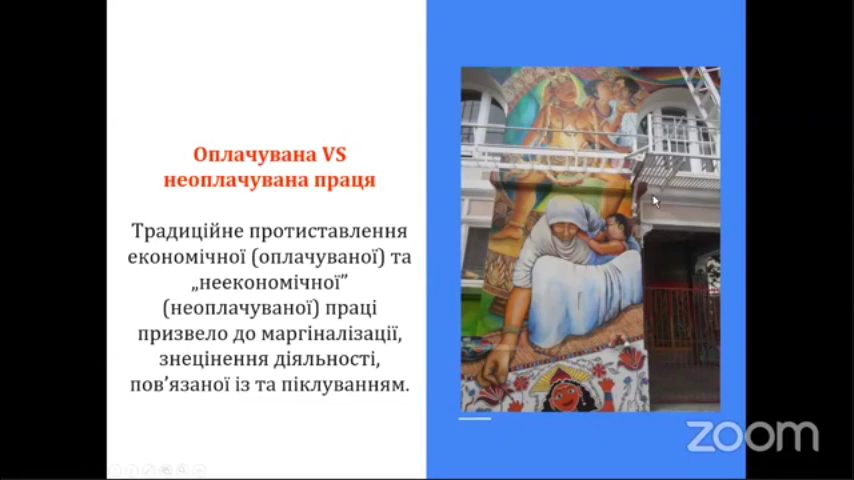 Оплачувана VS
неоплачувана праця
Традиційне протиставлення
економічної (оплачуваної) та
„неекономічної”
(неоплачуваної) праці
призвело до маргіналізації,
знецінення діяльності,
пов’язаної із та піклуванням.
zoom